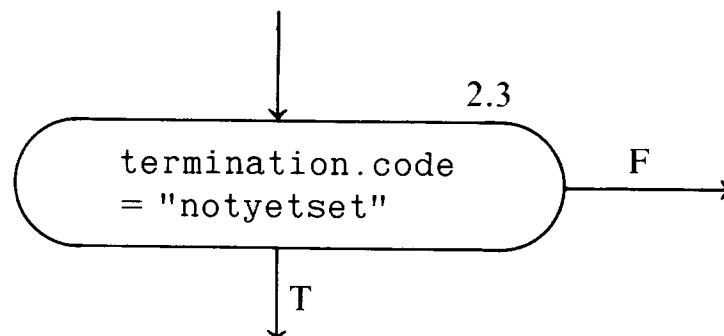 2.3
termination.code
= "notyetset"
F
T